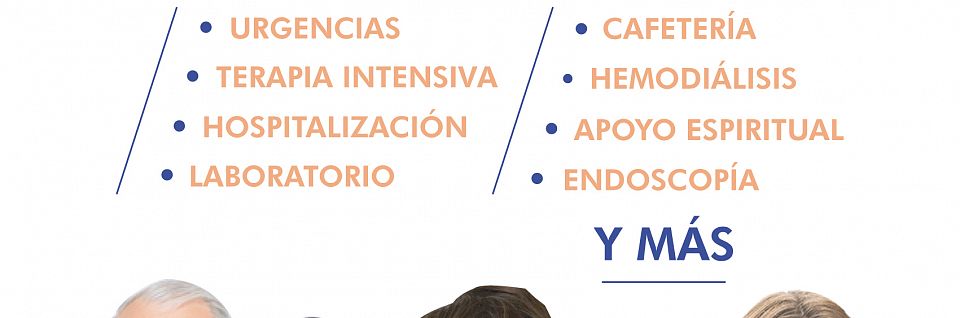 • URGENCIAS
• TERAPIA INTENSIVA
• HOSPITALIZACIÓN
• LABORATORIO
• CAFETERÍA
• HEMODIÁLISIS
• APOYO ESPIRITUAL
• ENDOSCOPÍA
Y MÁS